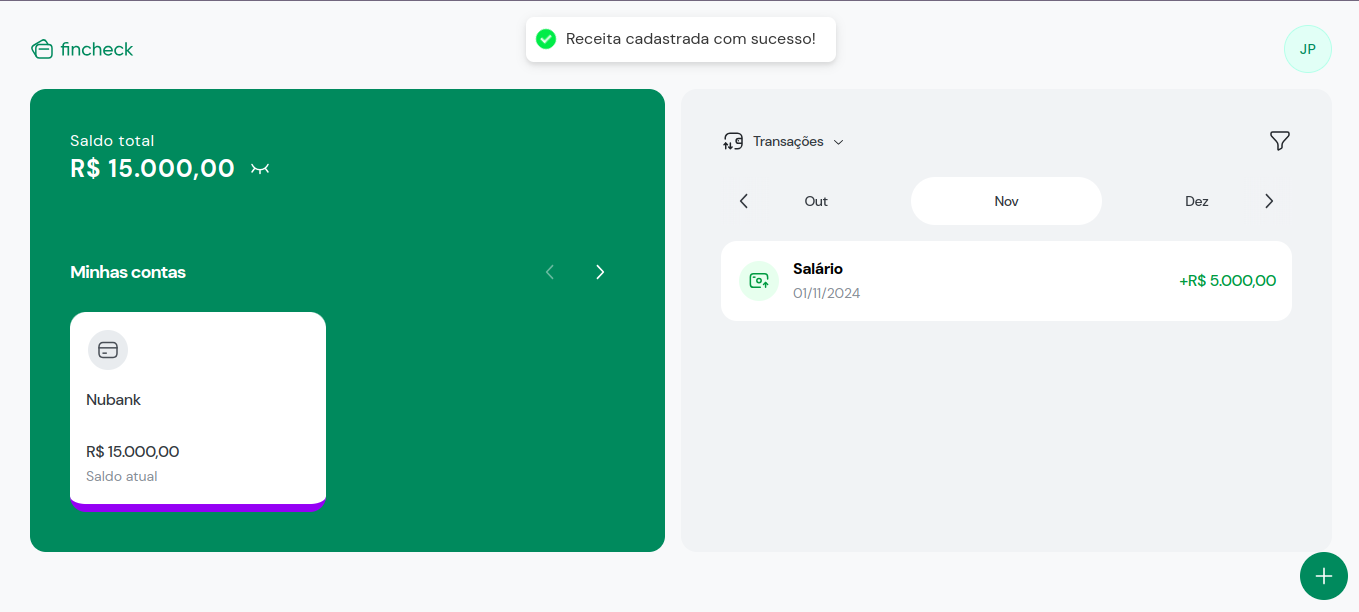 fincheck
Receita cadastrada com sucesso!
JP
Saldo total
R$ 15.000,00
Minhas contas
Nubank
R$ 15.000,00
Saldo atual
Transações
Out
Nov
Dez
Salário
01/11/2024
+R$ 5.000,00